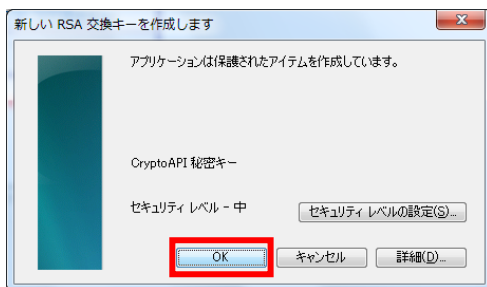 新しい RSA 交換キーを作成します
アプリケーションは保護されたアイテムを作成しています。
CryptoAPI 秘密キー
セキュリティ レベル - 中
セキュリティ レベルの設定(S)...
OK
キャンセル
詳細(D)...